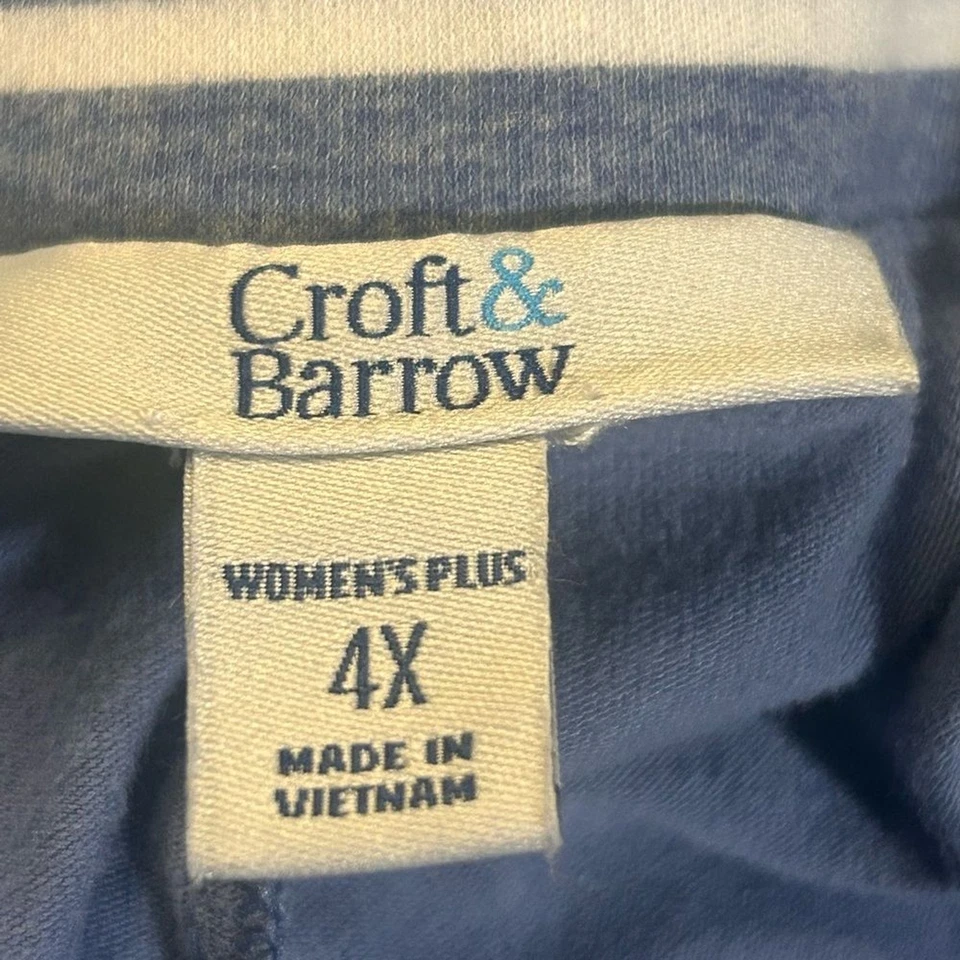 Croft &
Barrow
WOMEN'S PLUS
4X
MADE IN
VIETNAM